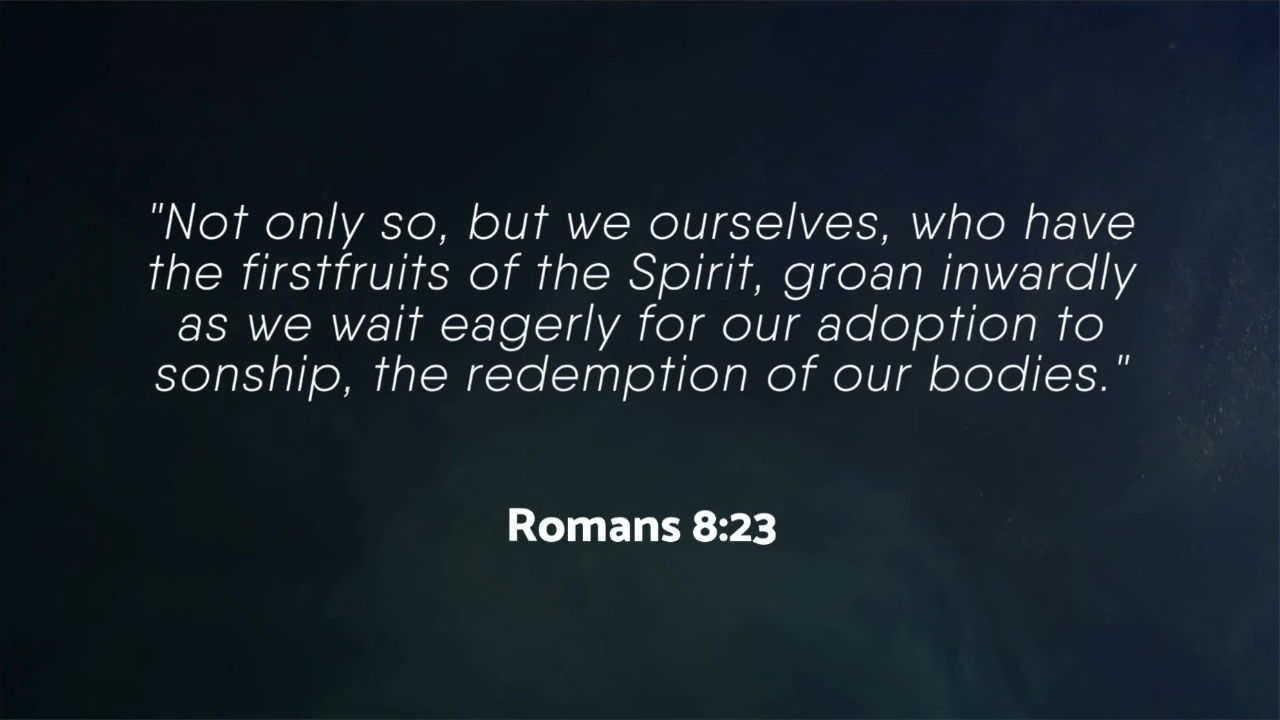 "Not only so, but we ourselves, who have
the firstfruits of the Spirit, groan inwardly
as we wait eagerly for our adoption to
sonship, the redemption of our bodies."
Romans 8:23